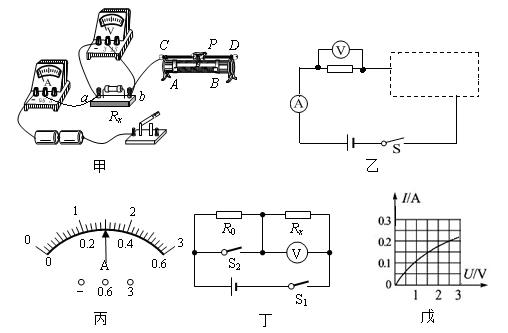 V
C P D
A
A B
a b
Rx
甲
V
A
S
乙
0 1 2 3
0 0.2 0.4 0.6
A
− 0.6 3
丙
R0 Rx
S2 V
S1
丁
I/A
0.3
0.2
0.1
0 1 2 3
U/V
戊